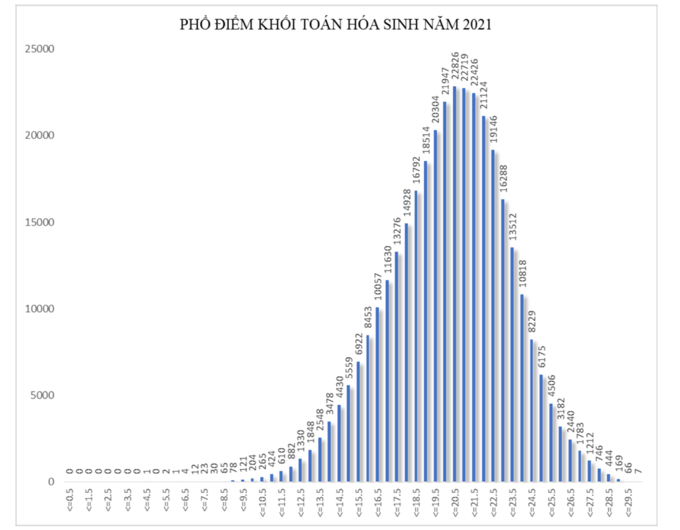 PHỔ ĐIỂM KHỐI TOÁN HÓA SINH NĂM 2021
25000
20000
15000
10000
5000
0
0 0 0 0 0 0 0 0 1 0 2 1 4 12 23 30 65 78 121 204 265 424 610 882 1330 1848 2548 3478 4430 5559 6922 8453 10057 11630 13276 14928 16792 18514 20304 21947 22826 22719 22426 21124 19146 16288 13512 10818 8229 6175 4506 3182 2440 1783 1212 746 444 169 66 7
<=0.5 <=1.5 <=2.5 <=3.5 <=4.5 <=5.5 <=6.5 <=7.5 <=8.5 <=9.5 <=10.5 <=11.5 <=12.5 <=13.5 <=14.5 <=15.5 <=16.5 <=17.5 <=18.5 <=19.5 <=20.5 <=21.5 <=22.5 <=23.5 <=24.5 <=25.5 <=26.5 <=27.5 <=28.5 <=29.5